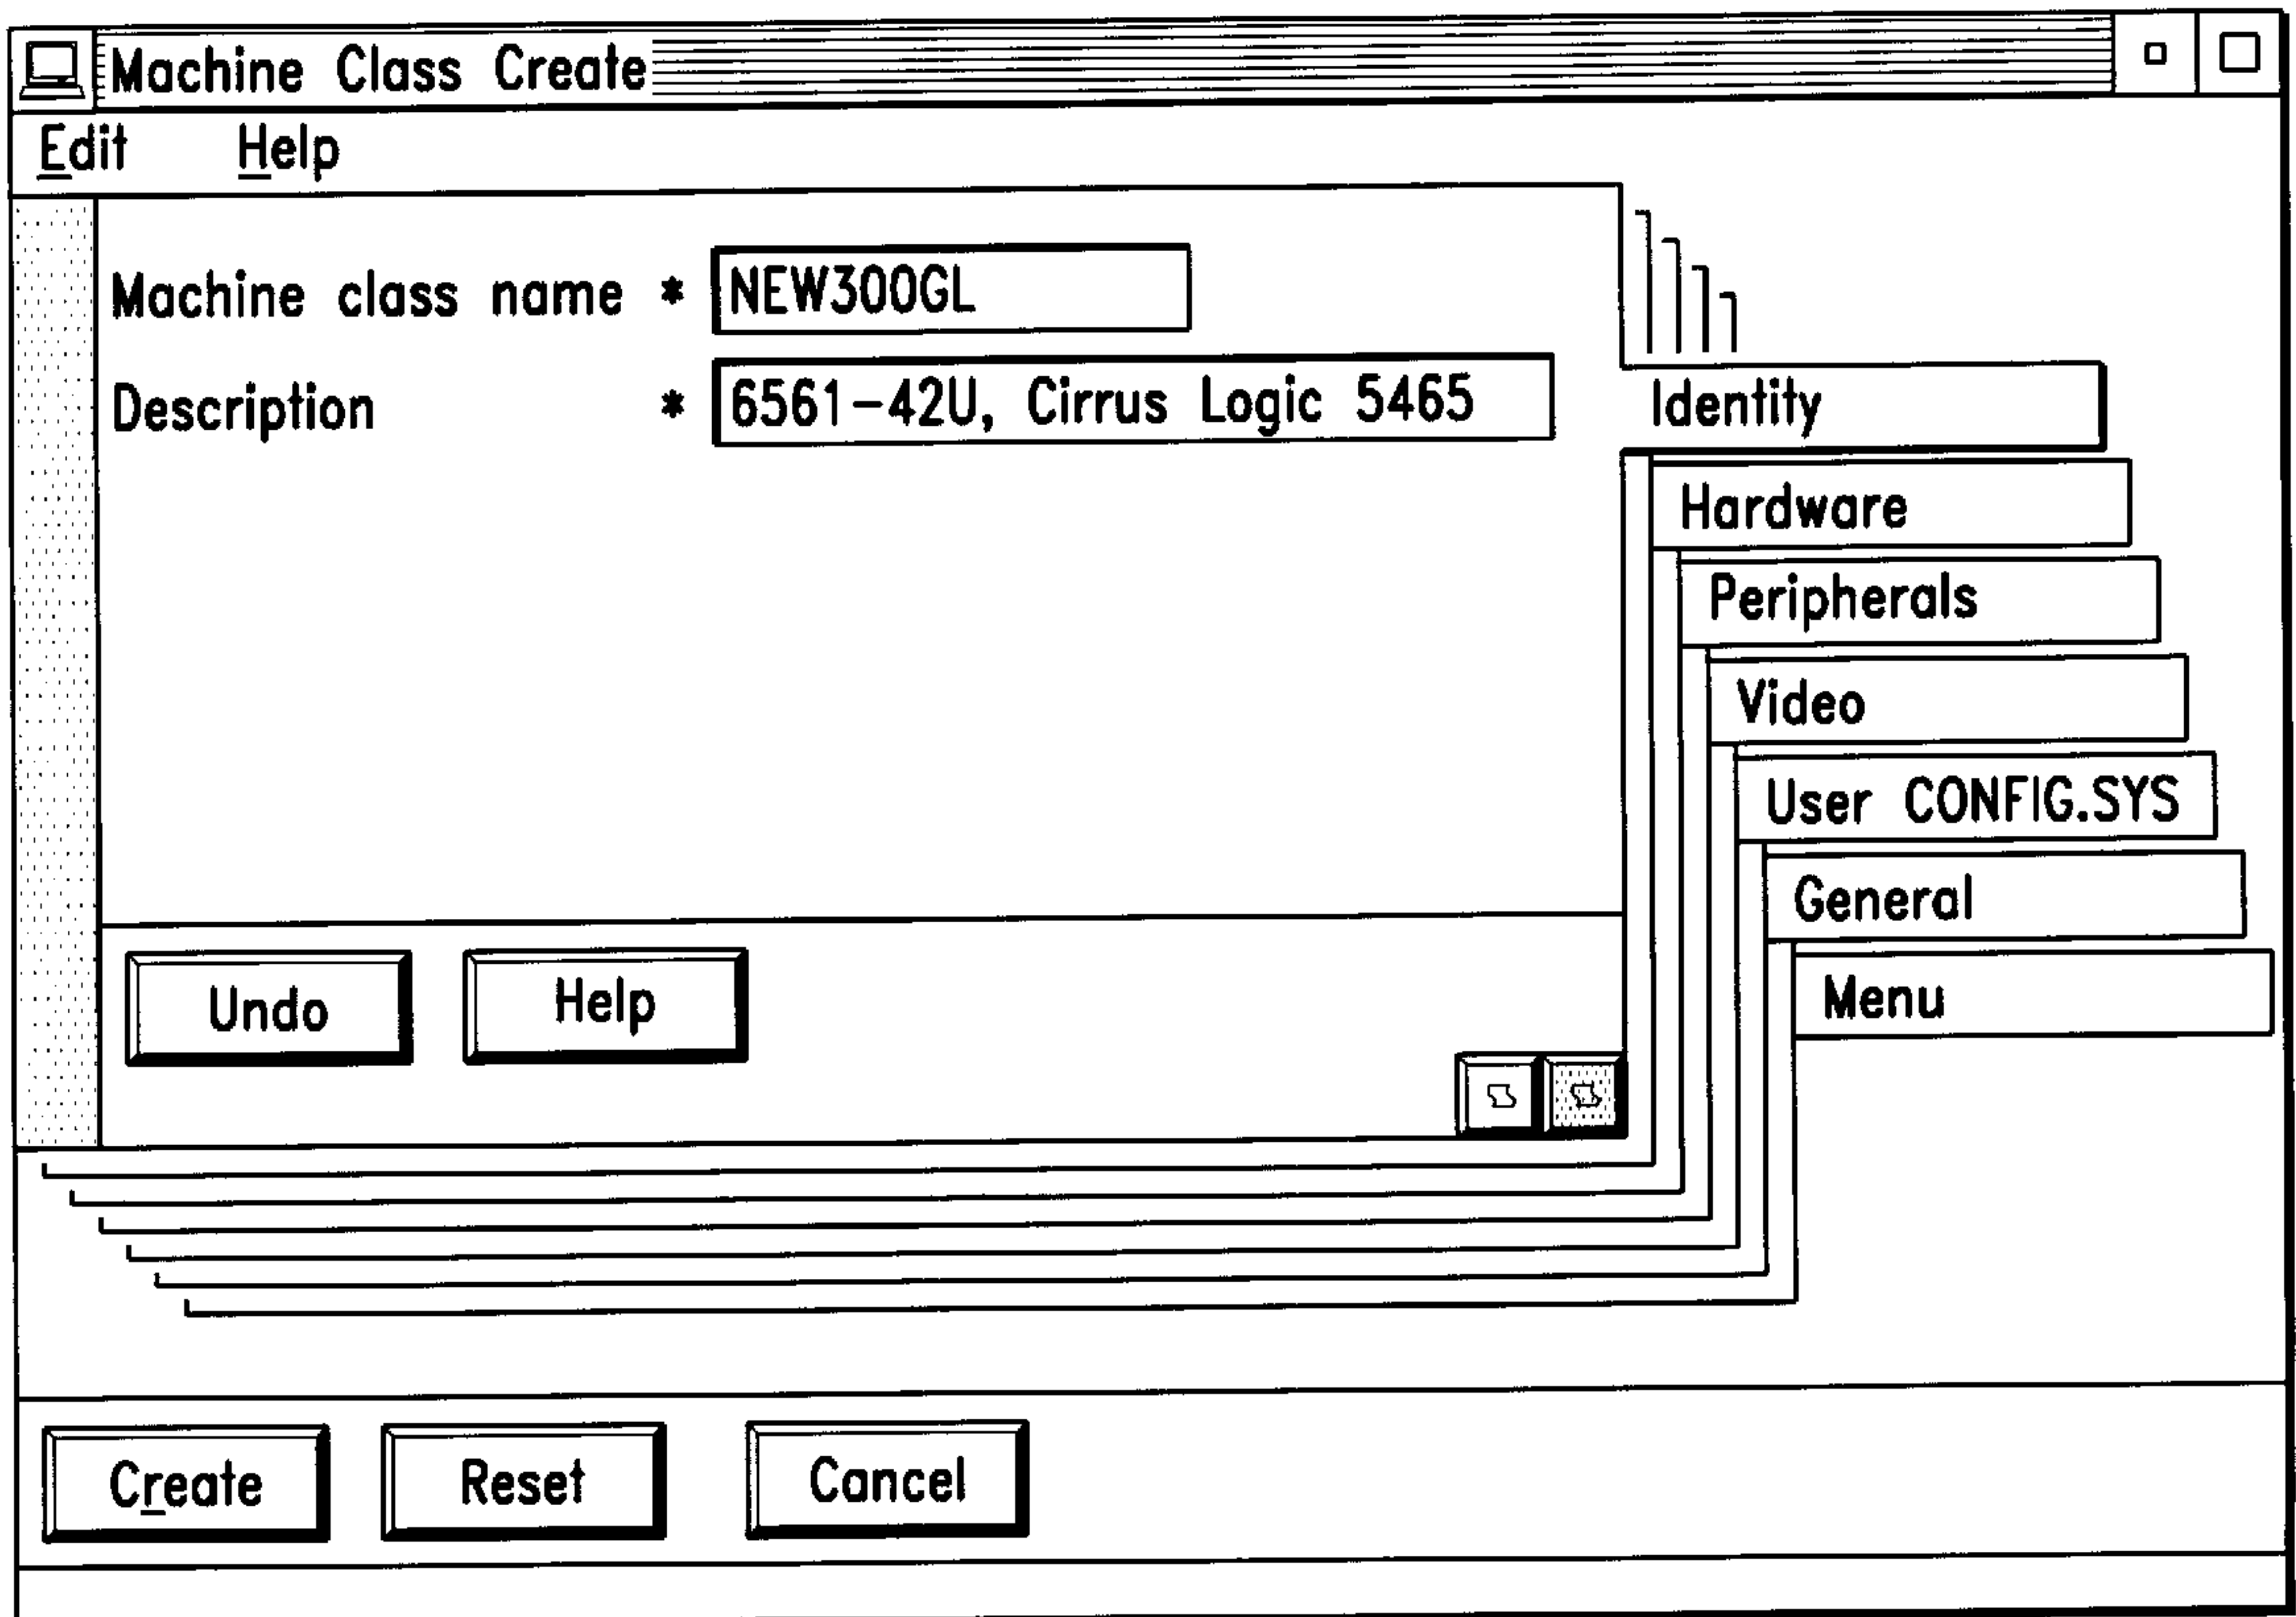 Machine Class Create
Edit Help
Machine class name * NEW300GL
Description * 6561-42U, Cirrus Logic 5465
Identity
Hardware
Peripherals
Video
User CONFIG.SYS
General
Menu
Undo Help
Create Reset Cancel